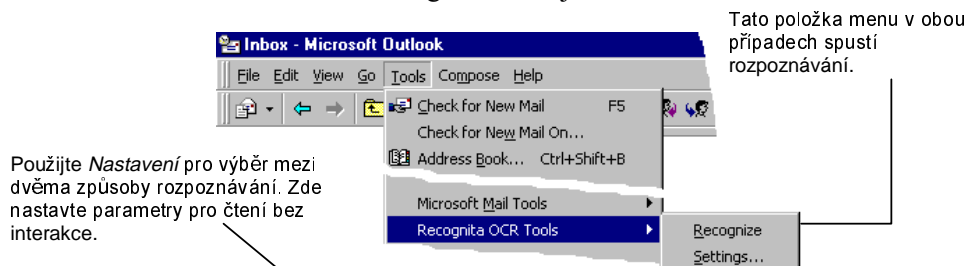 Tato položka menu v obou
případech spustí
rozpoznávání.
Inbox - Microsoft Outlook
File Edit View Go Tools Compose Help
Check for New Mail F5
Check for New Mail On...
Address Book... Ctrl+Shift+B
Použijte Nastavení pro výběr mezi
dvěma způsoby rozpoznávání. Zde
nastavte parametry pro čtení bez
interakce.
Microsoft Mail Tools
Recognita OCR Tools
Recognize
Settings...